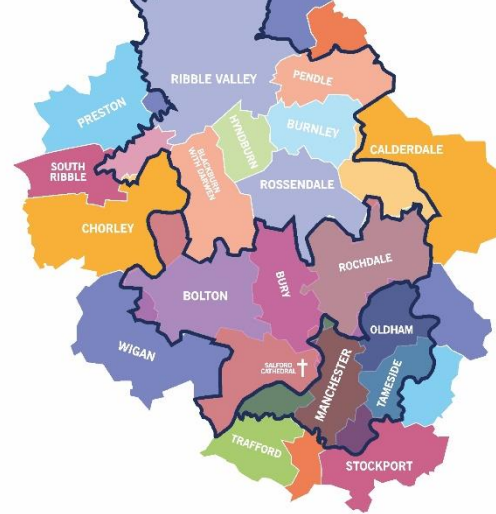 RIBBLE VALLEY
PENDLE
PRESTON
HYNDBURN
BURNLEY
CALDERDALE
BLACKBURN
WITH DARWEN
SOUTH
RIBBLE
ROSSENDALE
CHORLEY
ROCHDALE
BOLTON
BURY
OLDHAM
WIGAN
SALFORD
CATHEDRAL
MANCHESTER
TAMESIDE
TRAFFORD
STOCKPORT